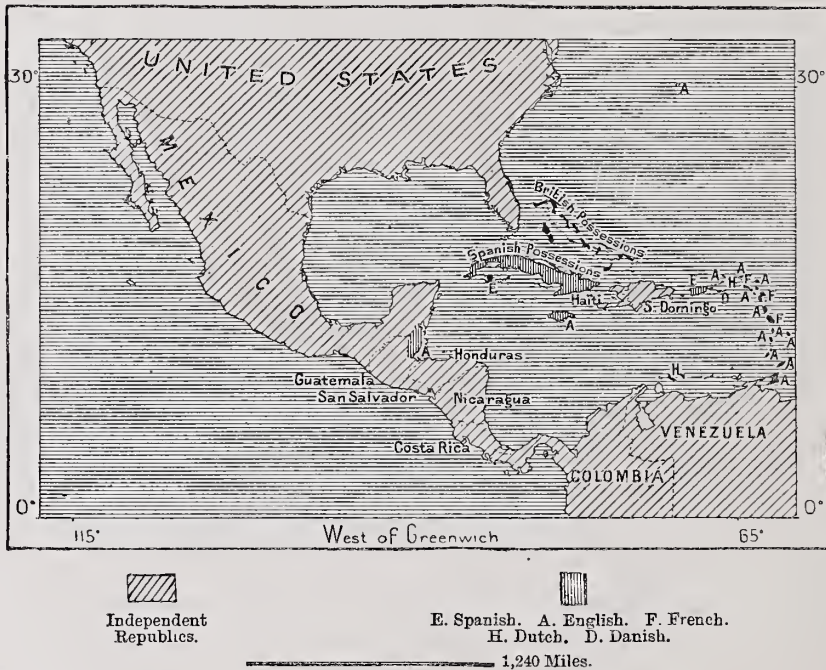 30°
30°
UNITED STATES
A
MEXICO
British Possessions
Spanish Possessions
E
Haiti
S. Domingo
A
E
A
A
H
F
A
D
A
F
F
A
A
A
A
A
A
H
A
Honduras
Guatemala
San Salvador
Nicaragua
Costa Rica
VENEZUELA
COLOMBIA
0°
0°
115°
West of Greenwich
65°
Independent
Republics.
E. Spanish. A. English. F. French.
H. Dutch. D. Danish.
1,240 Miles.